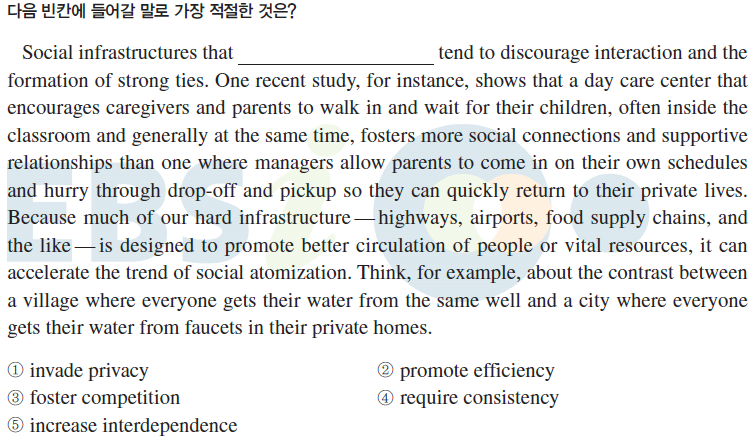 다음 빈칸에 들어갈 말로 가장 적절한 것은?
Social infrastructures that ____________________ tend to discourage interaction and the
formation of strong ties. One recent study, for instance, shows that a day care center that
encourages caregivers and parents to walk in and wait for their children, often inside the
classroom and generally at the same time, fosters more social connections and supportive
relationships than one where managers allow parents to come in on their own schedules
and hurry through drop-off and pickup so they can quickly return to their private lives.
Because much of our hard infrastructure — highways, airports, food supply chains, and
the like — is designed to promote better circulation of people or vital resources, it can
accelerate the trend of social atomization. Think, for example, about the contrast between
a village where everyone gets their water from the same well and a city where everyone
gets their water from faucets in their private homes.
① invade privacy ② promote efficiency
③ foster competition ④ require consistency
⑤ increase interdependence
EBSi